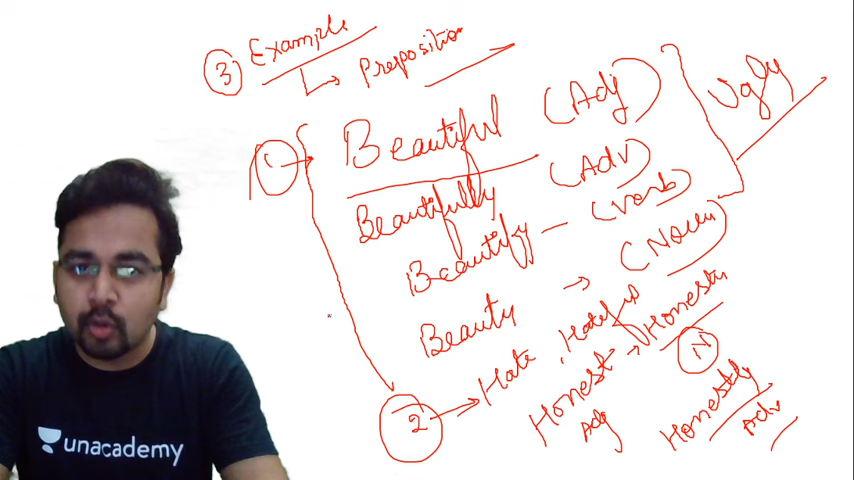 3 Example
Preposition
1 Beautiful (Adj)
Beautifully (Adv)
Beautify — (Verb)
Beauty → (Noun)
Ugly
2 → Hate, Hateful
Honest → Honesty
Adj N
Honestly
Adv
unacademy